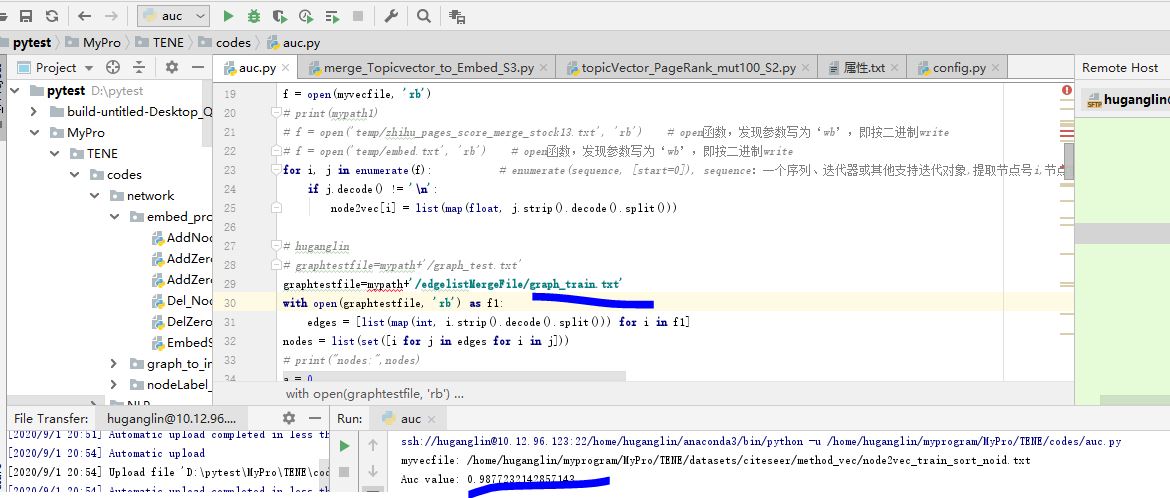 auc
pytest MyPro TENE codes auc.py
Project auc.py merge_Topicvector_to_Embed_S3.py topicVector_PageRank_mut100_S2.py 属性.txt config.py Remote Host
pytest D:\pytest
build-untitled-Desktop_Q
MyPro
TENE
codes
network
embed_pro
AddNod
AddZero
AddZero
Del_Nod
DelZero
EmbedS
graph_to_in
nodeLabel_
19 f = open(myvecfile, 'rb')
20 # print(mypath1)
21 # f = open('temp/zhihu_pages_score_merge_stock13.txt', 'rb') # open函数，发现参数写为‘wb’，即按二进制write
22 # f = open('temp/embed.txt', 'rb') # open函数，发现参数写为‘wb’，即按二进制write
23 for i, j in enumerate(f): # enumerate(sequence, [start=0]), sequence：一个序列、迭代器或其他支持迭代对象,提取节点号i,节点
24 if j.decode() != '\n':
25 node2vec[i] = list(map(float, j.strip().decode().split()))
26
27 # huganglin
28 # graphtestfile=mypath+'/graph_test.txt'
29 graphtestfile=mypath+'/edgelistMergeFile/graph_train.txt'
30 with open(graphtestfile, 'rb') as f1:
31 edges = [list(map(int, i.strip().decode().split())) for i in f1]
32 nodes = list(set([i for j in edges for i in j]))
33 # print("nodes:",nodes)
34 a = 0
with open(graphtestfile, 'rb') ...
SFTP huganglin@
File Transfer: huganglin@10.12.96....
[2020/9/1 20:51] Automatic upload completed in less th
[2020/9/1 20:54] Automatic upload
[2020/9/1 20:54] Upload file 'D:\pytest\MyPro\TENE\cod
[2020/9/1 20:54] Automatic upload completed in less th
Run: auc
ssh://huganglin@10.12.96.123:22/home/huganglin/anaconda3/bin/python -u /home/huganglin/myprogram/MyPro/TENE/codes/auc.py
myvecfile: /home/huganglin/myprogram/MyPro/TENE/datasets/citeseer/method_vec/node2vec_train_sort_noid.txt
Auc value: 0.9877232142857143